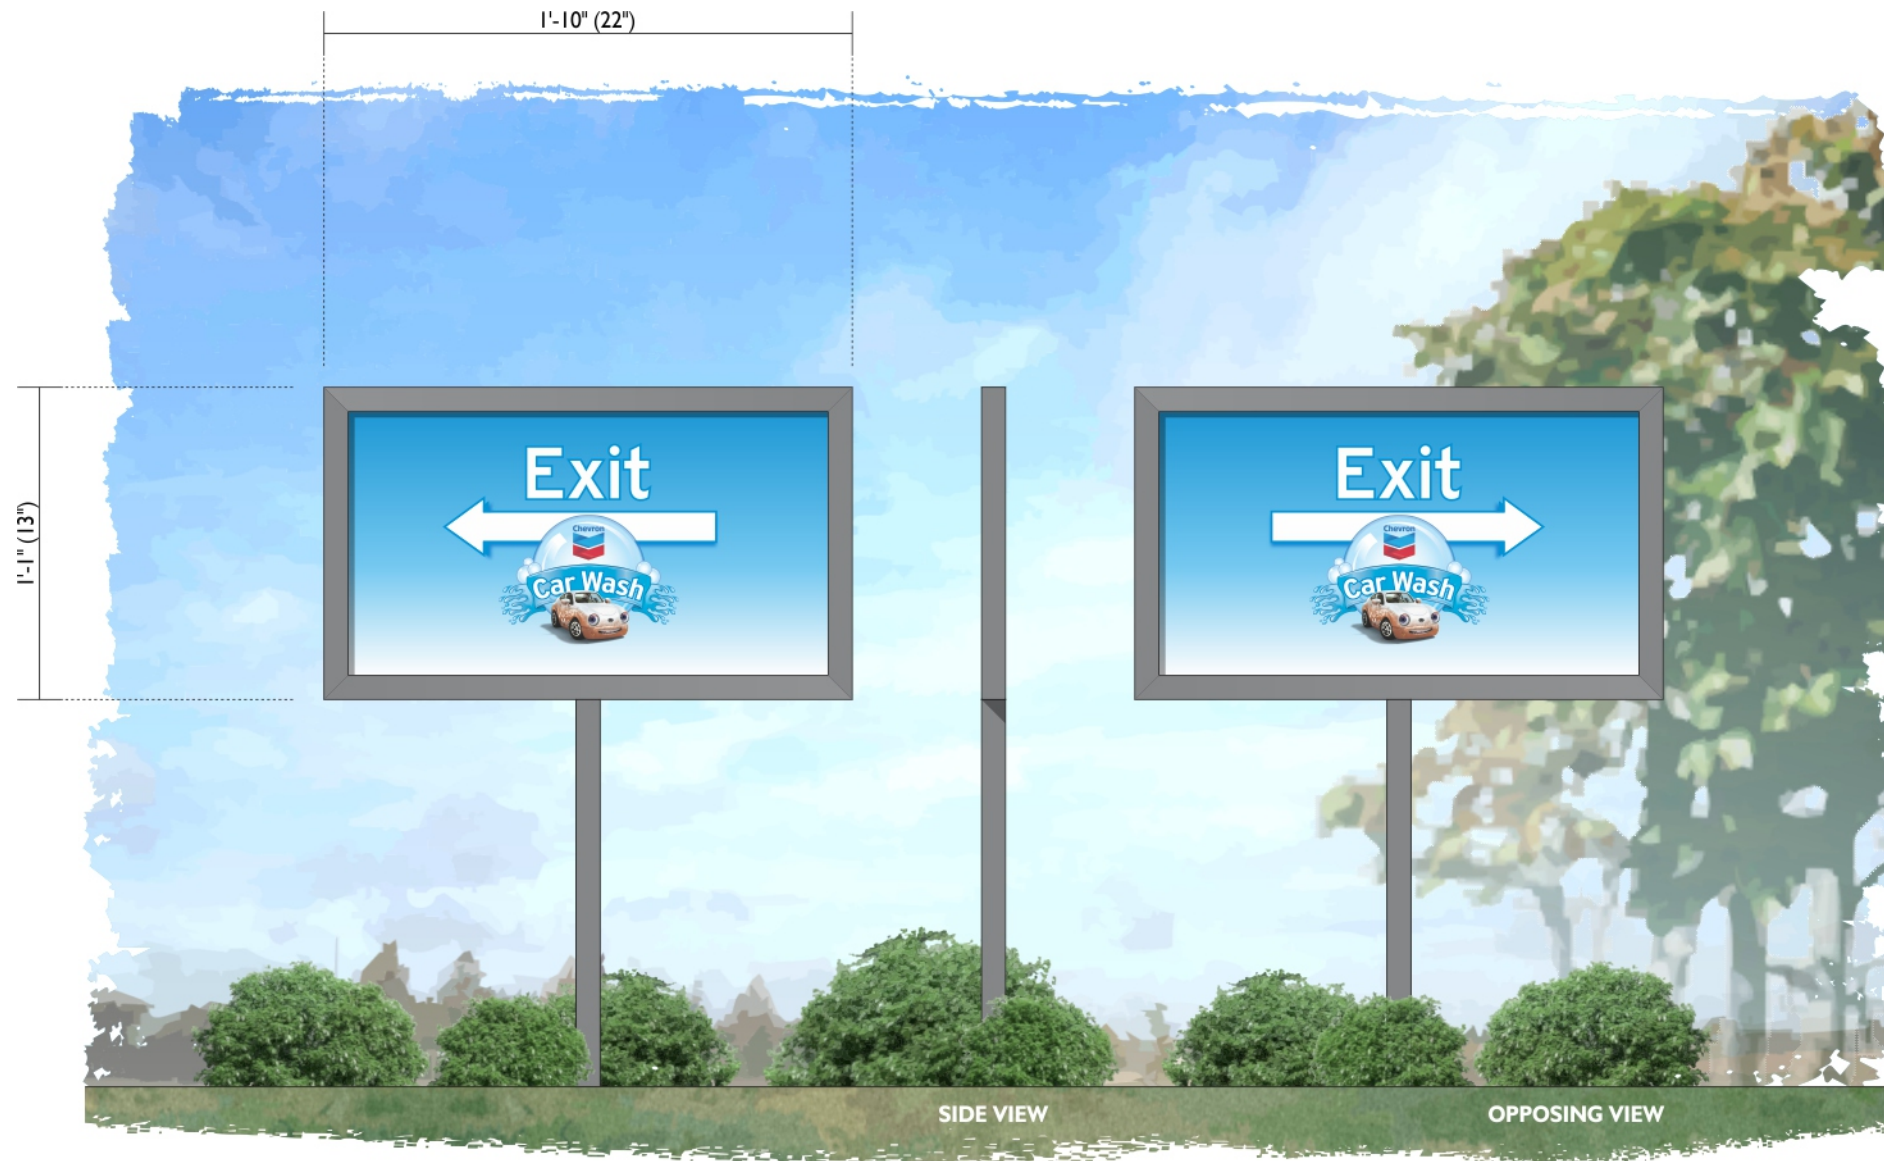 1'-10" (22")
1'-1" (13")
Exit
Chevron
Car Wash
Exit
Chevron
Car Wash
SIDE VIEW
OPPOSING VIEW